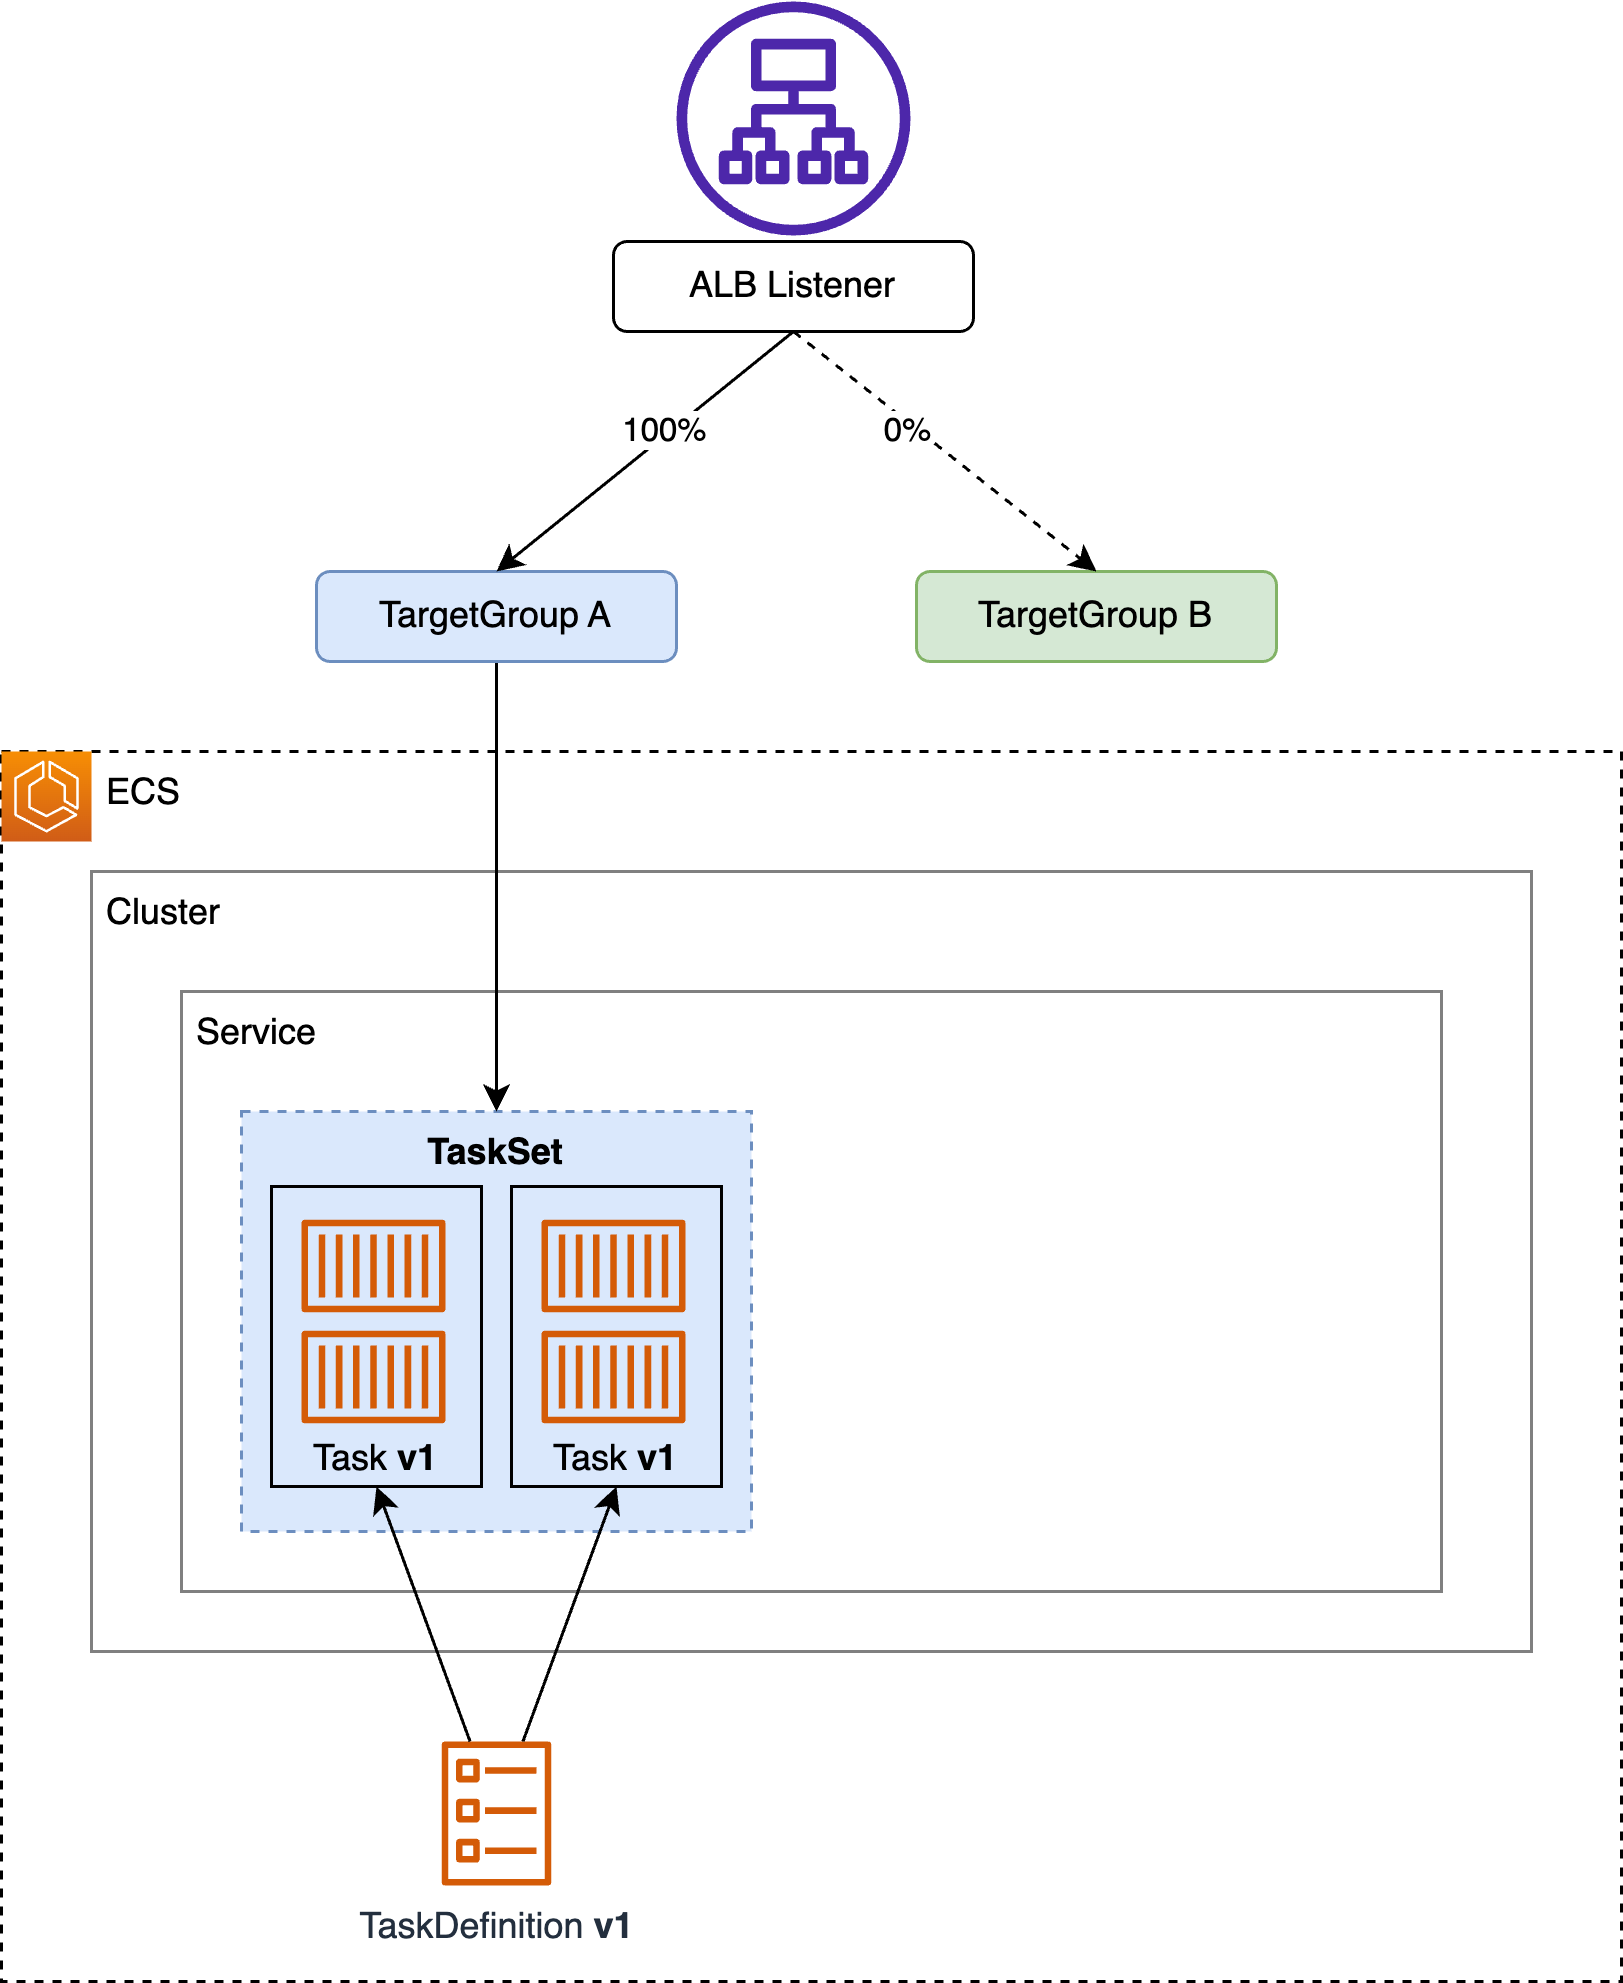 ALB Listener
100%
0%
TargetGroup A
TargetGroup B
ECS
Cluster
Service
TaskSet
Task v1
Task v1
TaskDefinition v1